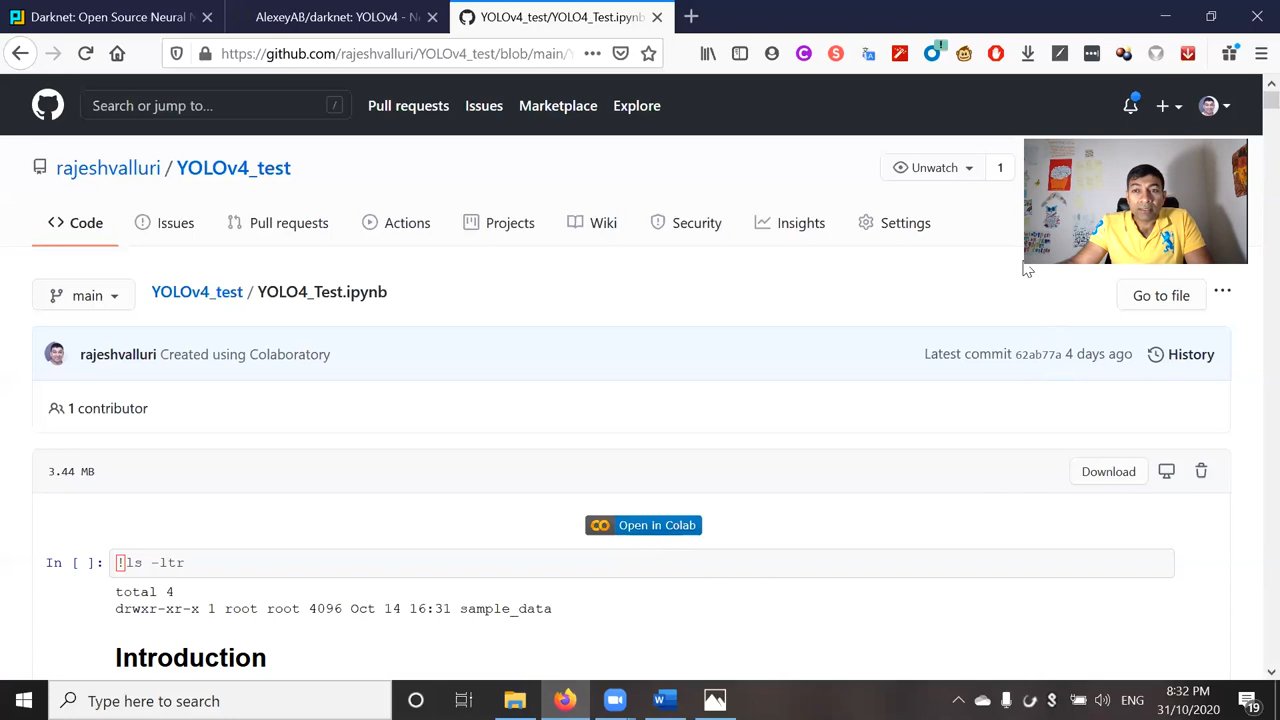 Darknet: Open Source Neural N
AlexeyAB/darknet: YOLOv4 - Ne
YOLOv4_test/YOLO4_Test.ipynb
https://github.com/rajeshvalluri/YOLOv4_test/blob/main/Y
Search or jump to... /
Pull requests Issues Marketplace Explore
rajeshvalluri / YOLOv4_test
Unwatch 1
Code Issues Pull requests Actions Projects Wiki Security Insights Settings
main YOLOv4_test / YOLO4_Test.ipynb Go to file
rajeshvalluri Created using Colaboratory Latest commit 62ab77a 4 days ago History
1 contributor
3.44 MB Download
CO Open in Colab
In [ ]: !ls -ltr
total 4
drwxr-xr-x 1 root root 4096 Oct 14 16:31 sample_data
Introduction
Type here to search
ENG
8:32 PM
31/10/2020
19